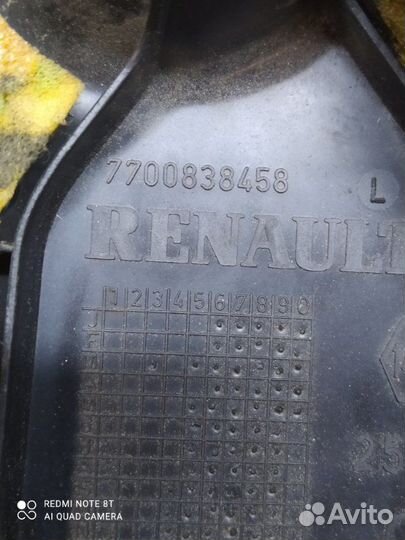 7700838458
L
RENAULT
1 2 3 4 5 6 7 8 9 0
J
F
M
REDMI NOTE 8T
AI QUAD CAMERA
Avito